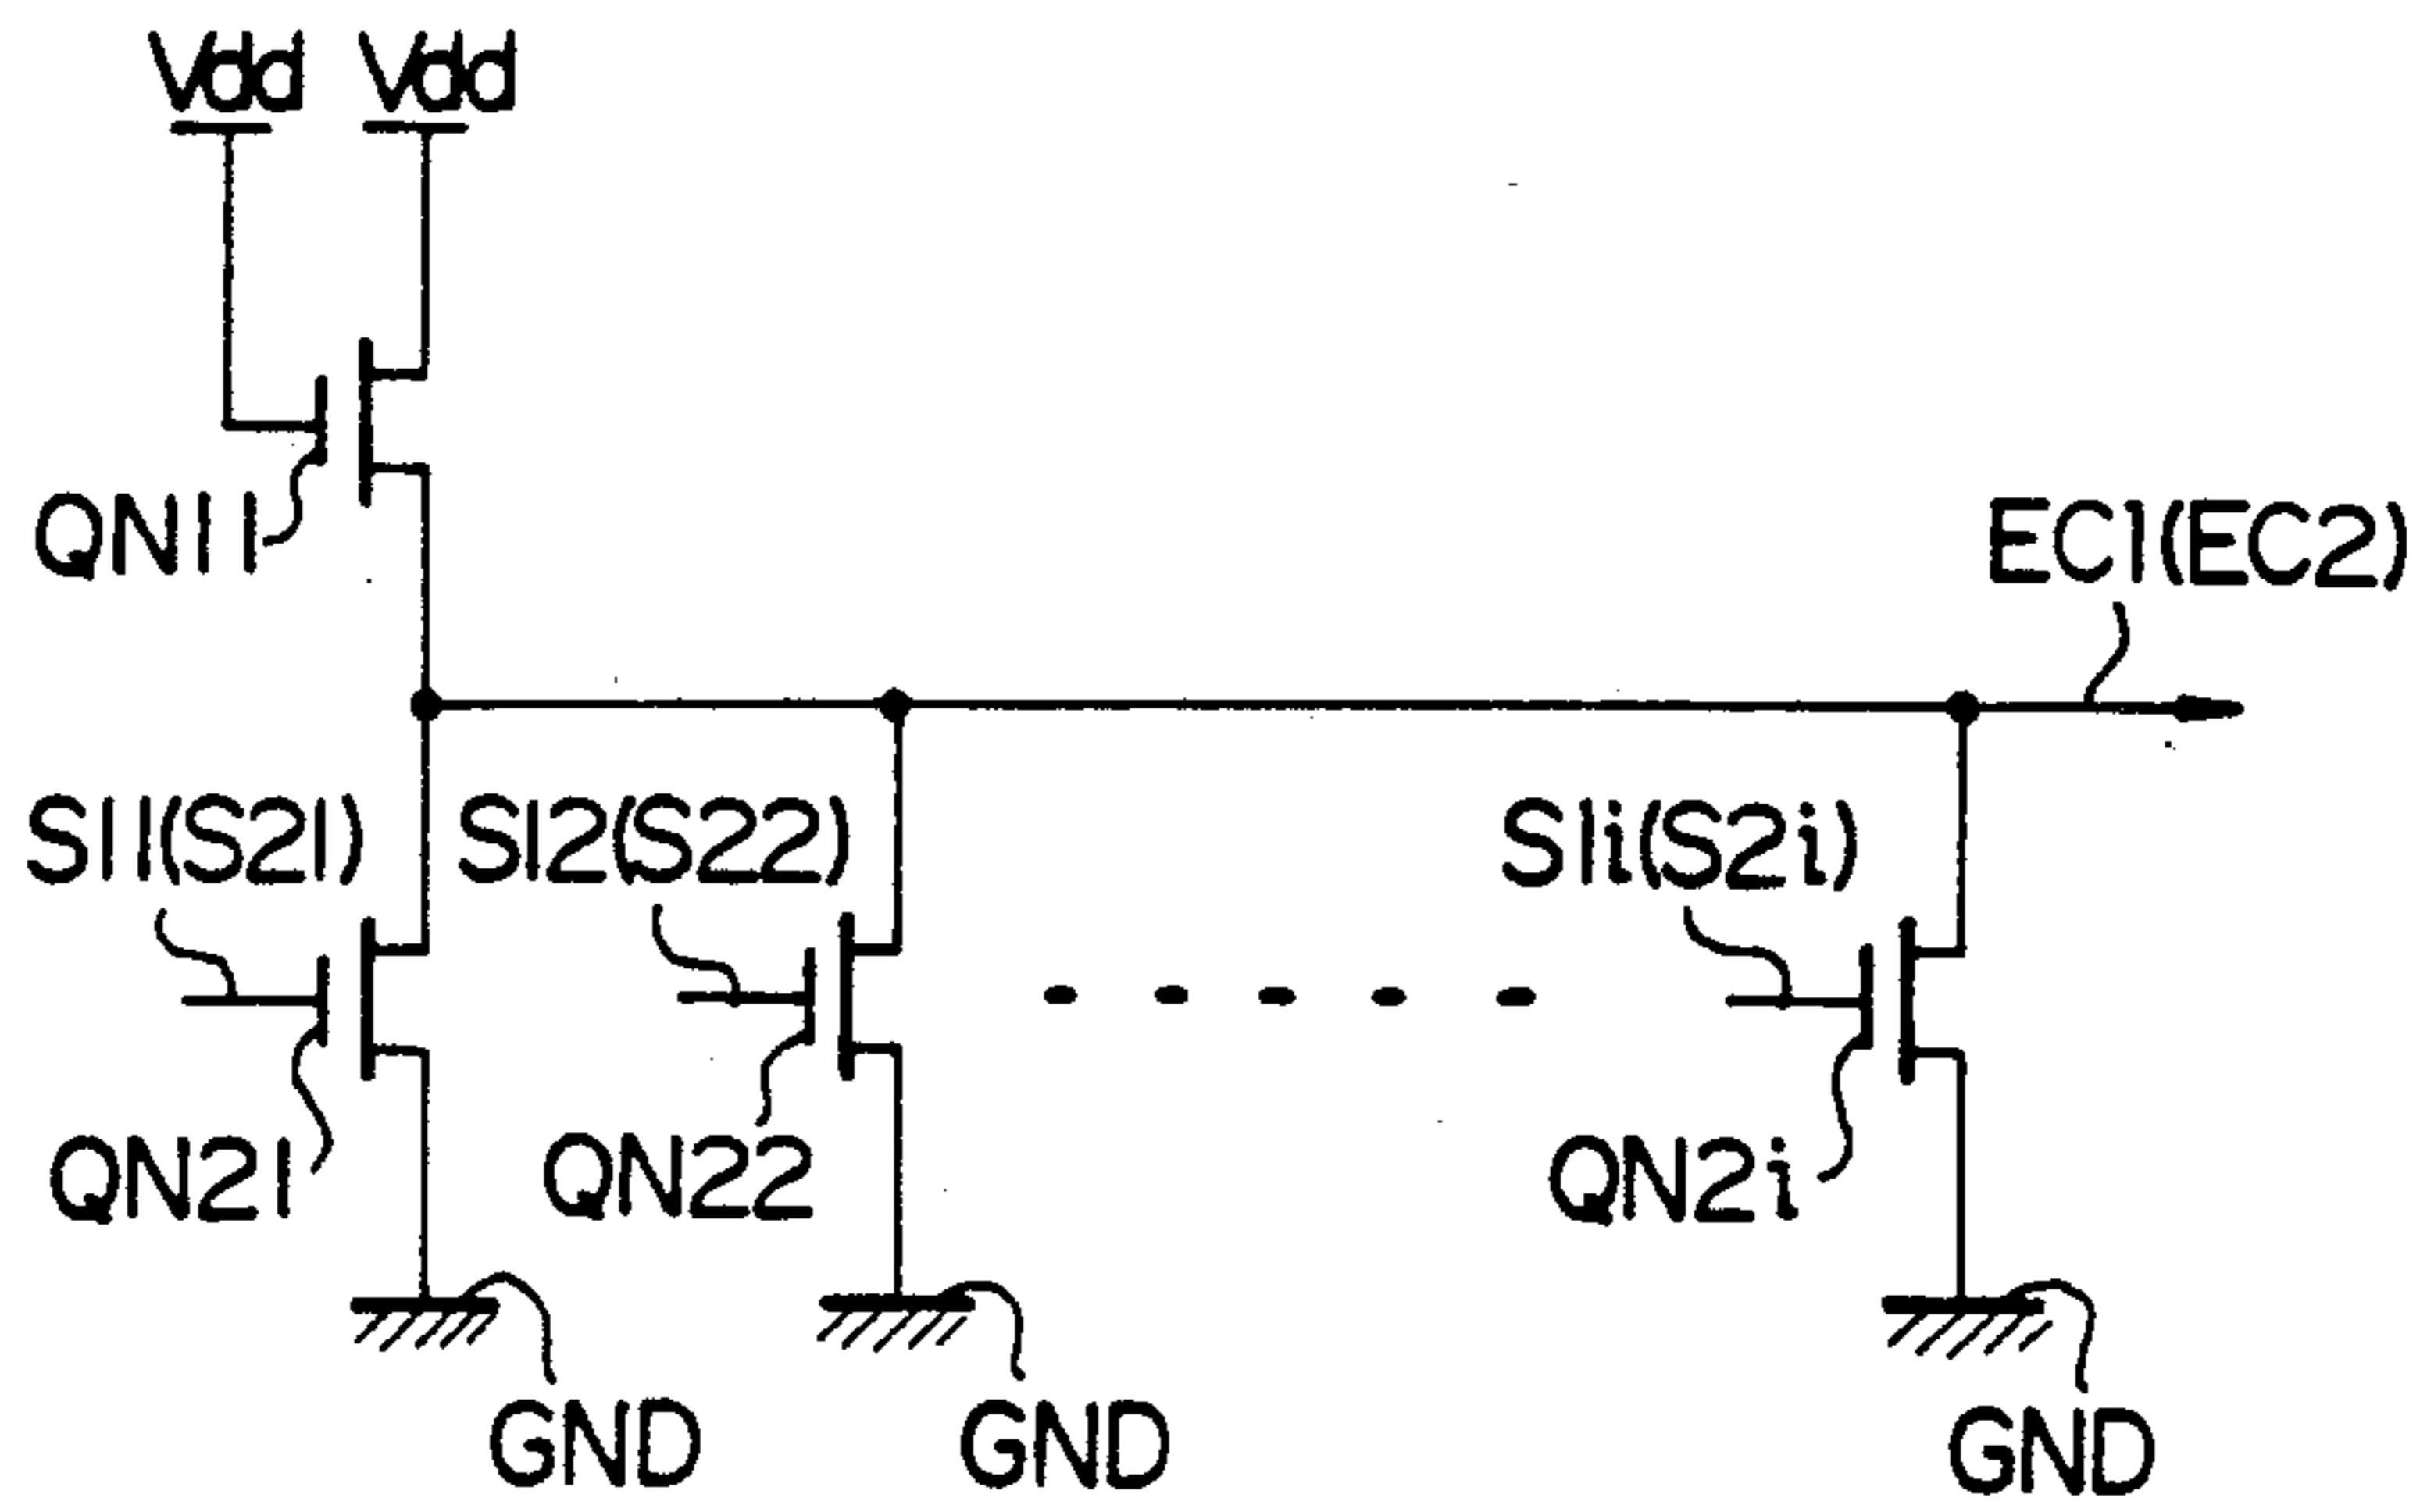 Vdd Vdd
QN11
EC1(EC2)
S11(S21) S12(S22) S1i(S2i)
QN21 QN22 QN2i
GND GND GND